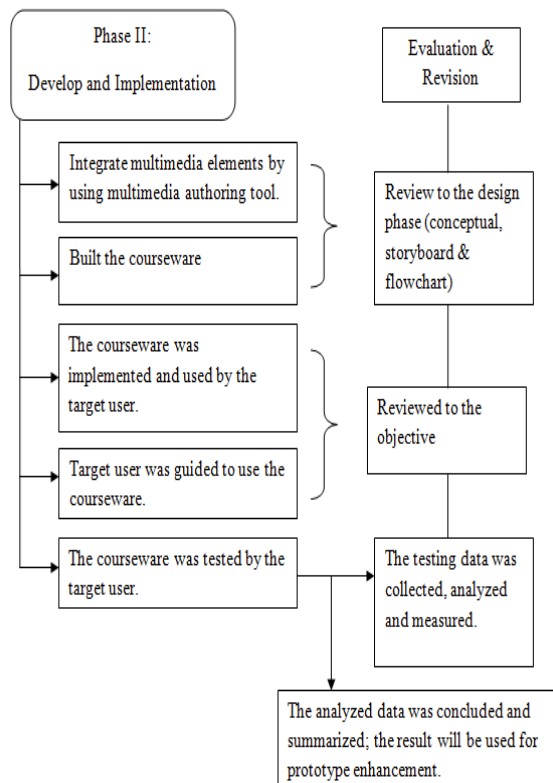 Phase II:
Develop and Implementation
Evaluation &
Revision
Integrate multimedia elements by
using multimedia authoring tool.
Review to the design
phase (conceptual,
storyboard &
flowchart)
Built the courseware
The courseware was
implemented and used by the
target user.
Reviewed to the
objective
Target user was guided to use the
courseware.
The courseware was tested by the
target user.
The testing data was
collected, analyzed
and measured.
The analyzed data was concluded and
summarized; the result will be used for
prototype enhancement.